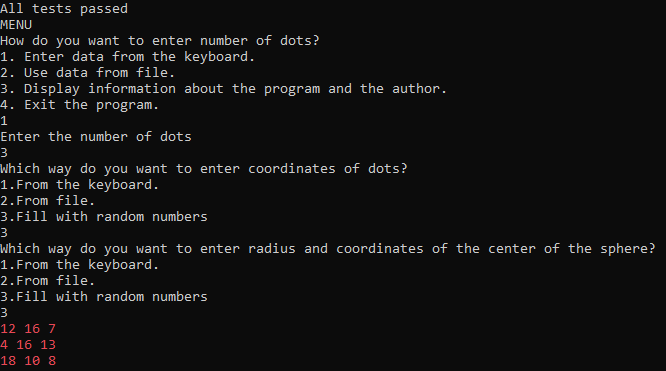 All tests passed
MENU
How do you want to enter number of dots?
1. Enter data from the keyboard.
2. Use data from file.
3. Display information about the program and the author.
4. Exit the program.
1
Enter the number of dots
3
Which way do you want to enter coordinates of dots?
1.From the keyboard.
2.From file.
3.Fill with random numbers
3
Which way do you want to enter radius and coordinates of the center of the sphere?
1.From the keyboard.
2.From file.
3.Fill with random numbers
3
12 16 7
4 16 13
18 10 8